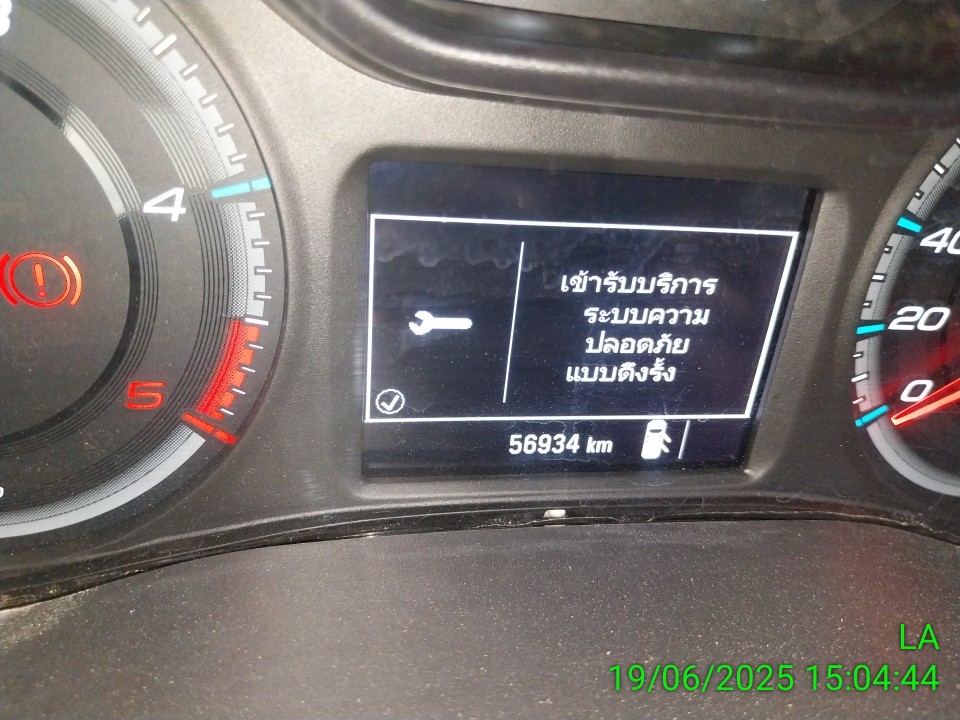 4
5
เข้ารับบริการ
ระบบความ
ปลอดภัย
แบบดึงรั้ง
56934 km
40
20
0
LA
19/06/2025 15:04:44